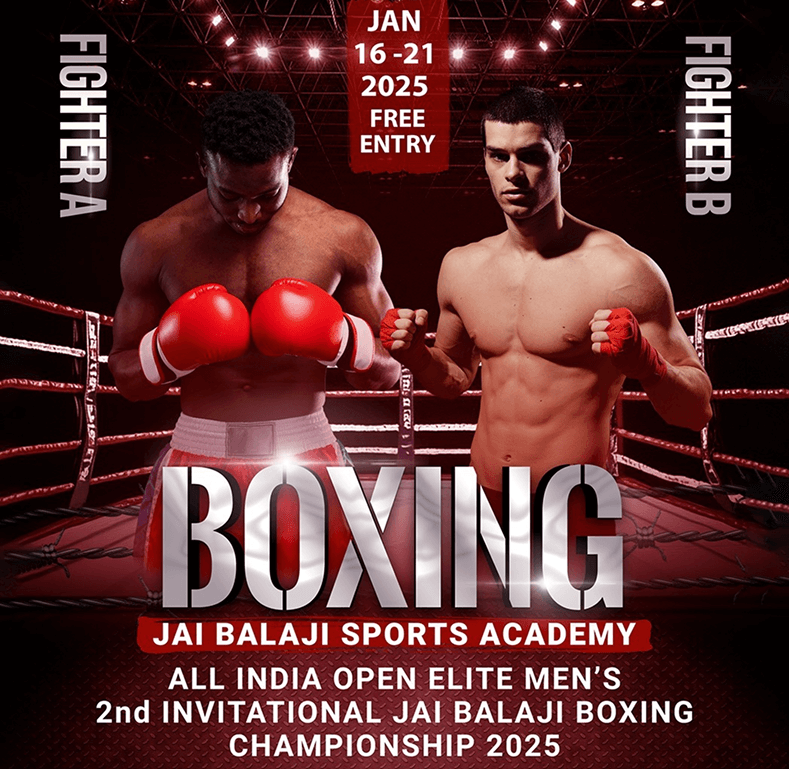 JAN
16 -21
2025
FREE
ENTRY
FIGHTER A
FIGHTER B
BOXING
JAI BALAJI SPORTS ACADEMY
ALL INDIA OPEN ELITE MEN’S
2nd INVITATIONAL JAI BALAJI BOXING
CHAMPIONSHIP 2025